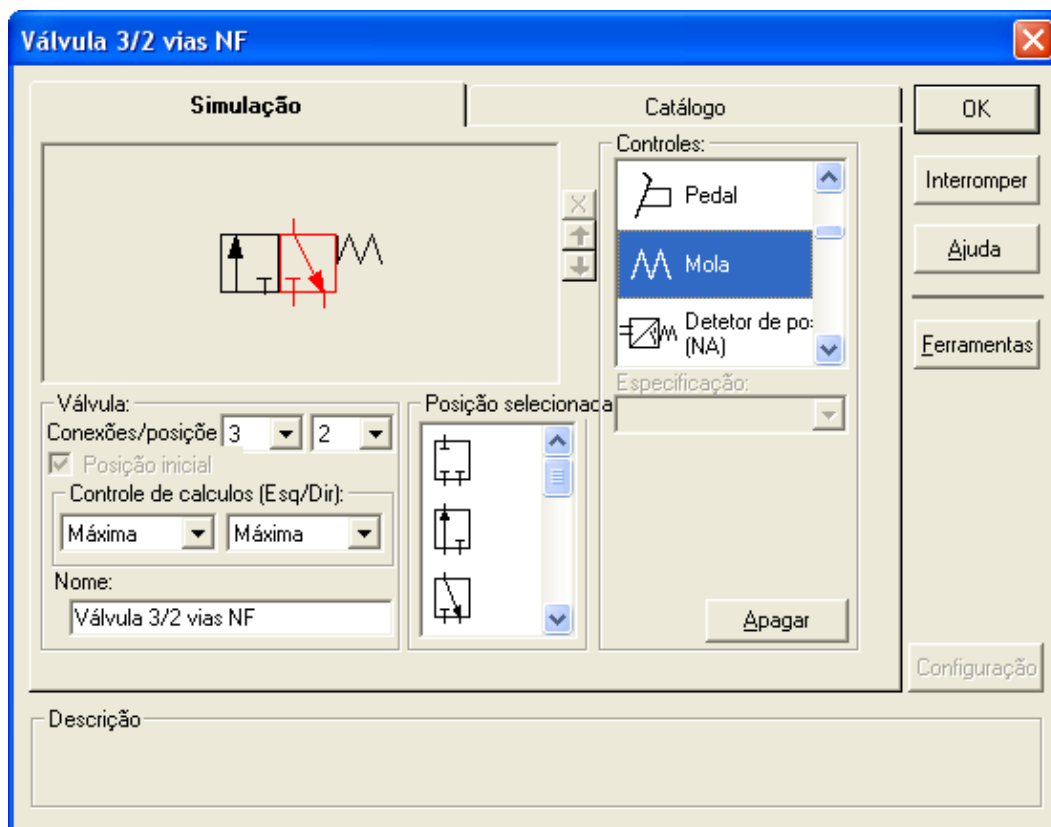 Válvula 3/2 vias NF
Simulação
Catálogo
OK
Interromper
Ajuda
Ferramentas
Configuração
Controles:
Pedal
Mola
Detetor de po
(NA)
Especificação:
Apagar
Válvula:
Conexões/posiçõe 3 2
Posição inicial
Controle de calculos (Esq/Dir):
Máxima Máxima
Nome:
Válvula 3/2 vias NF
Posição selecionada
Descrição